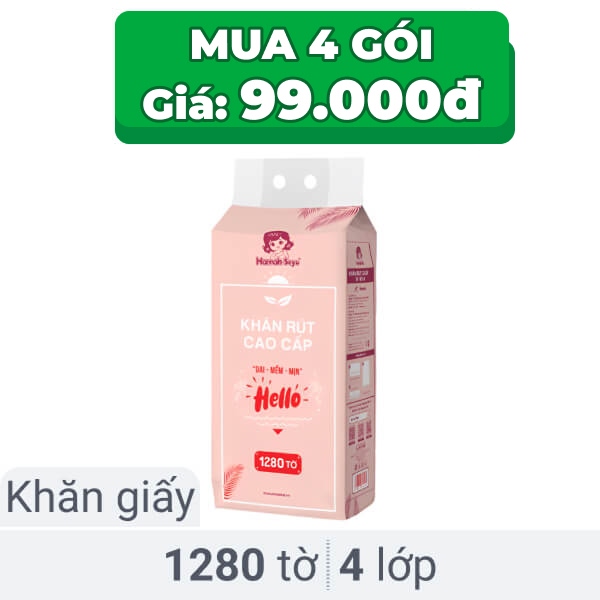 MUA 4 GÓI
Giá: 99.000đ
Hannah Suyu
KHĂN RÚT
CAO CẤP
"DAI - MỀM - MỊN"
Hello
1280 TỜ
Khăn giấy
1280 tờ 4 lớp